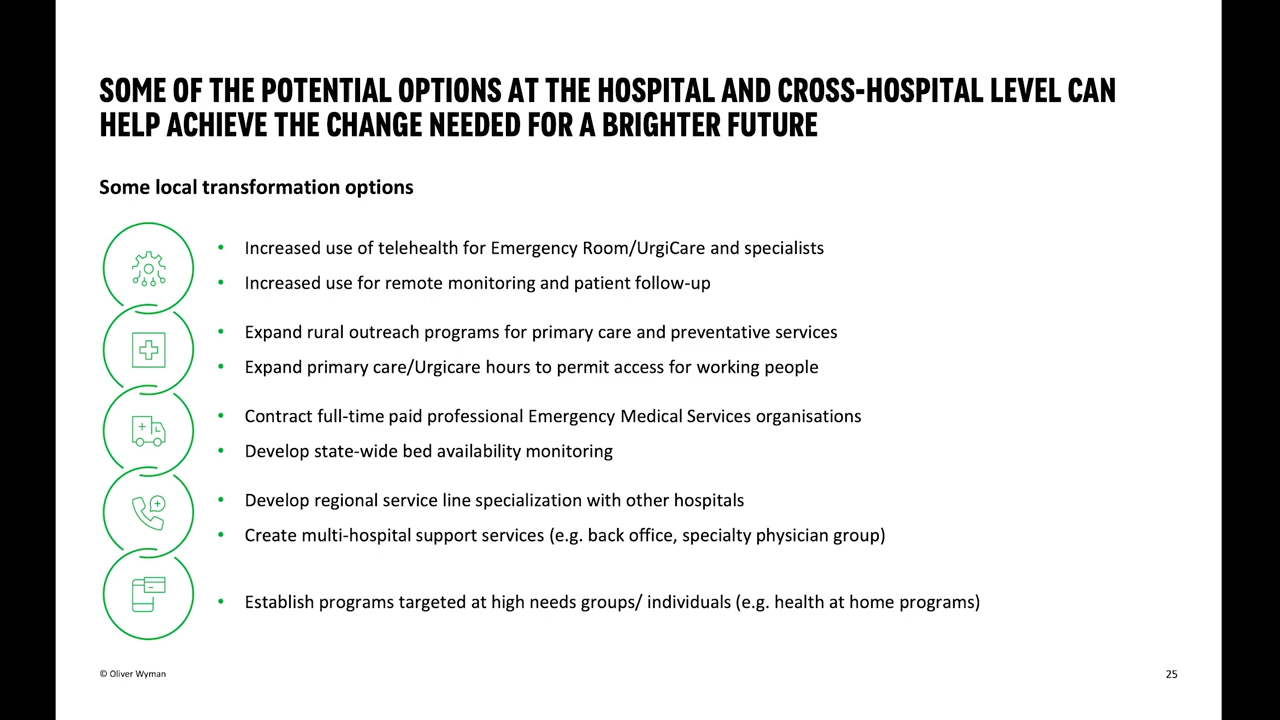 SOME OF THE POTENTIAL OPTIONS AT THE HOSPITAL AND CROSS-HOSPITAL LEVEL CAN
HELP ACHIEVE THE CHANGE NEEDED FOR A BRIGHTER FUTURE
Some local transformation options
• Increased use of telehealth for Emergency Room/UrgiCare and specialists
• Increased use for remote monitoring and patient follow-up
• Expand rural outreach programs for primary care and preventative services
• Expand primary care/Urgicare hours to permit access for working people
• Contract full-time paid professional Emergency Medical Services organisations
• Develop state-wide bed availability monitoring
• Develop regional service line specialization with other hospitals
• Create multi-hospital support services (e.g. back office, specialty physician group)
• Establish programs targeted at high needs groups/ individuals (e.g. health at home programs)
© Oliver Wyman
25